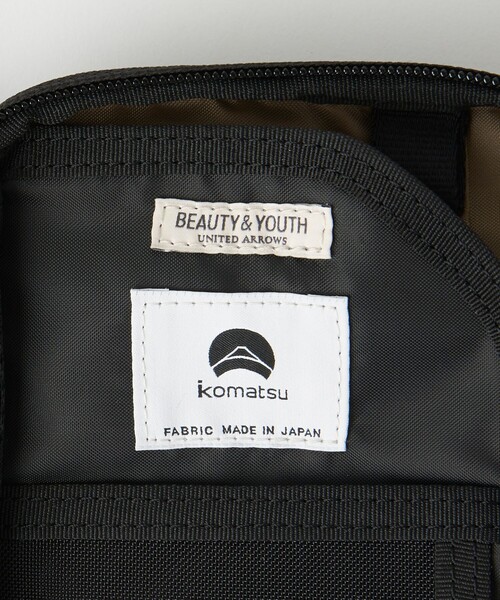 BEAUTY & YOUTH
UNITED ARROWS
komatsu
FABRIC MADE IN JAPAN